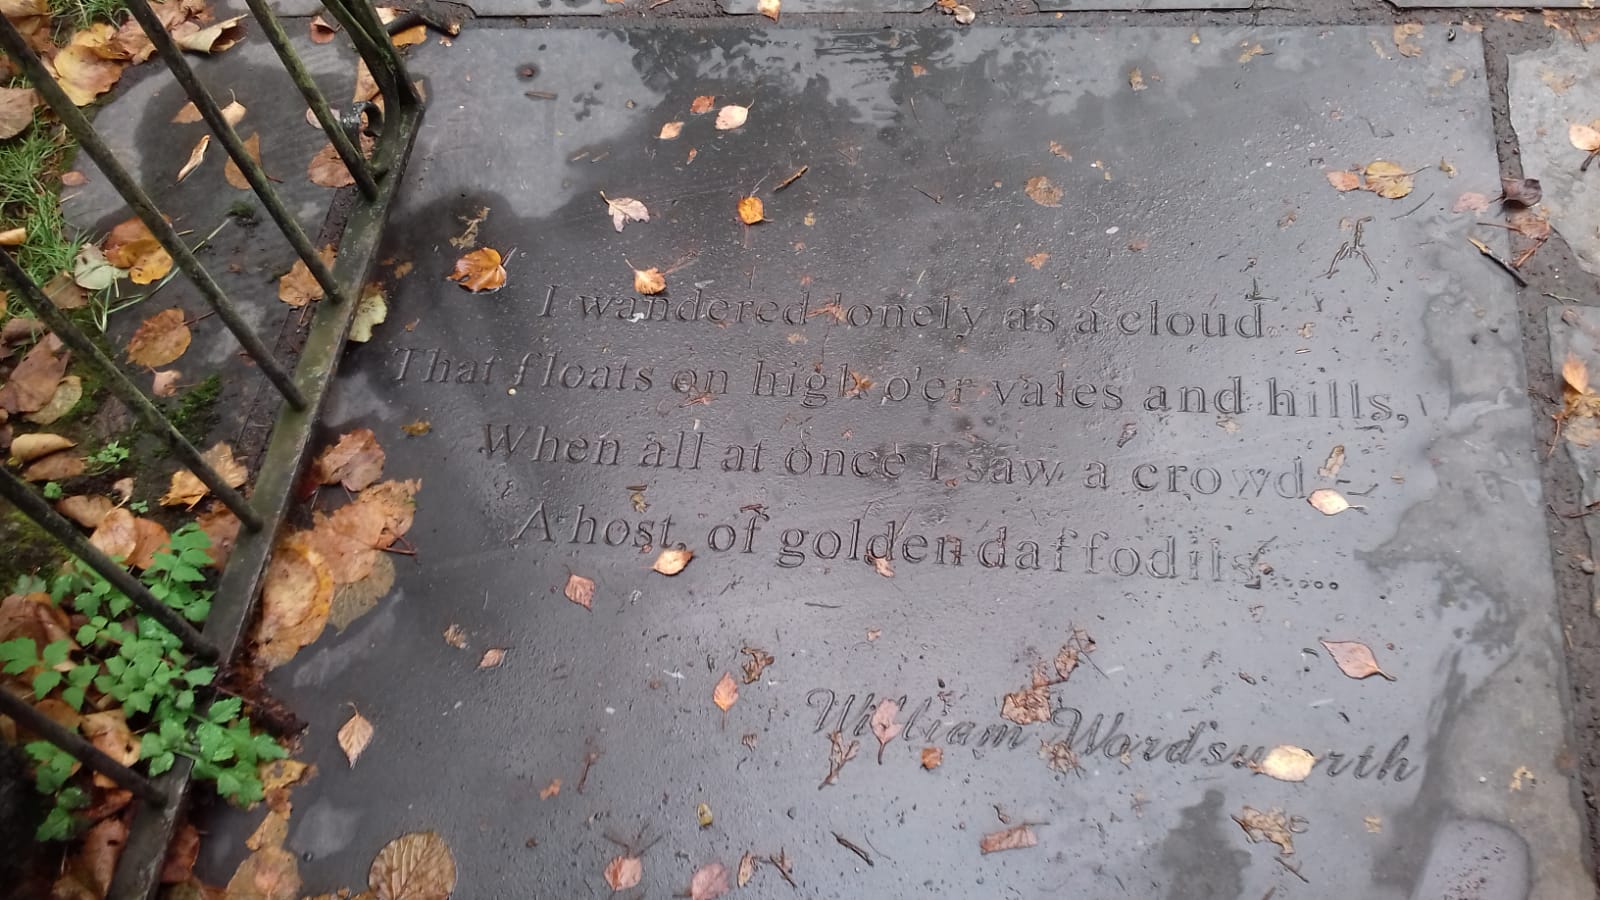 I wandered lonely as a cloud
That floats on high o'er vales and hills,
When all at once I saw a crowd
A host, of golden daffodils.....
William Wordsworth